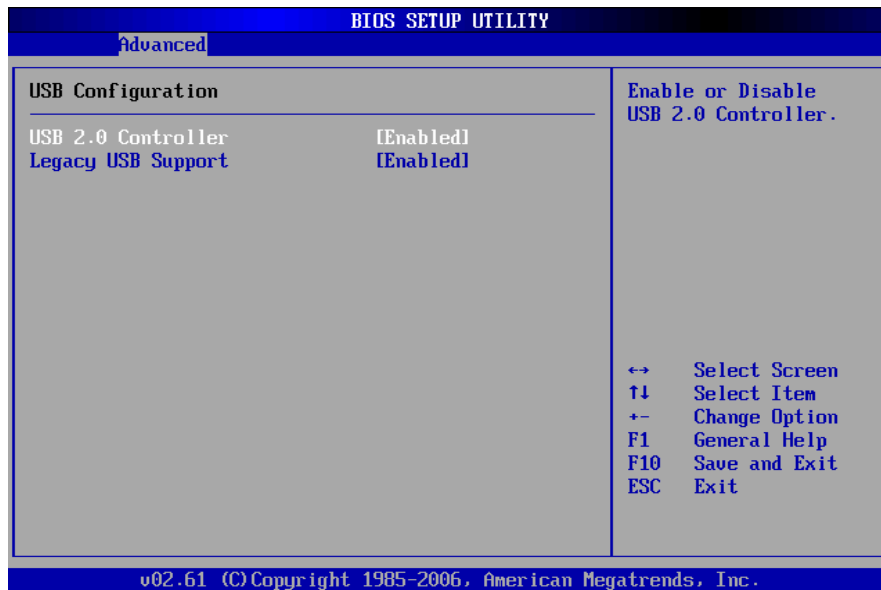 BIOS SETUP UTILITY
Advanced
USB Configuration
USB 2.0 Controller [Enabled]
Legacy USB Support [Enabled]
Enable or Disable
USB 2.0 Controller.
←→ Select Screen
↑↓ Select Item
+- Change Option
F1 General Help
F10 Save and Exit
ESC Exit
v02.61 (C)Copyright 1985-2006, American Megatrends, Inc.